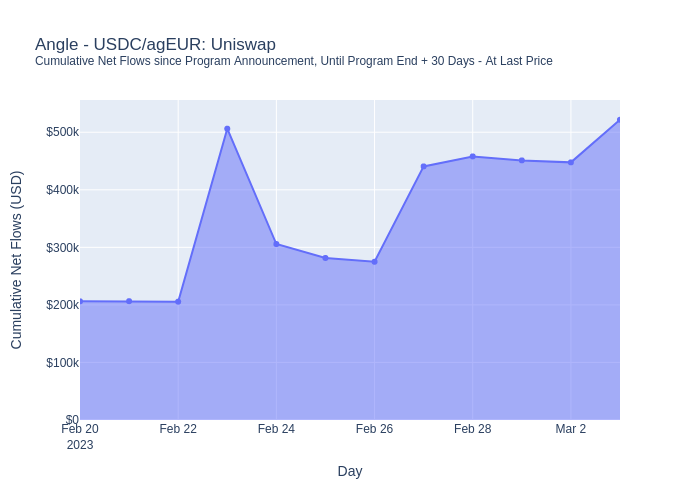 Angle - USDC/agEUR: Uniswap
Cumulative Net Flows since Program Announcement, Until Program End + 30 Days - At Last Price
Cumulative Net Flows (USD)
$500k
$400k
$300k
$200k
$100k
$0
Feb 20 Feb 22 Feb 24 Feb 26 Feb 28 Mar 2
2023
Day